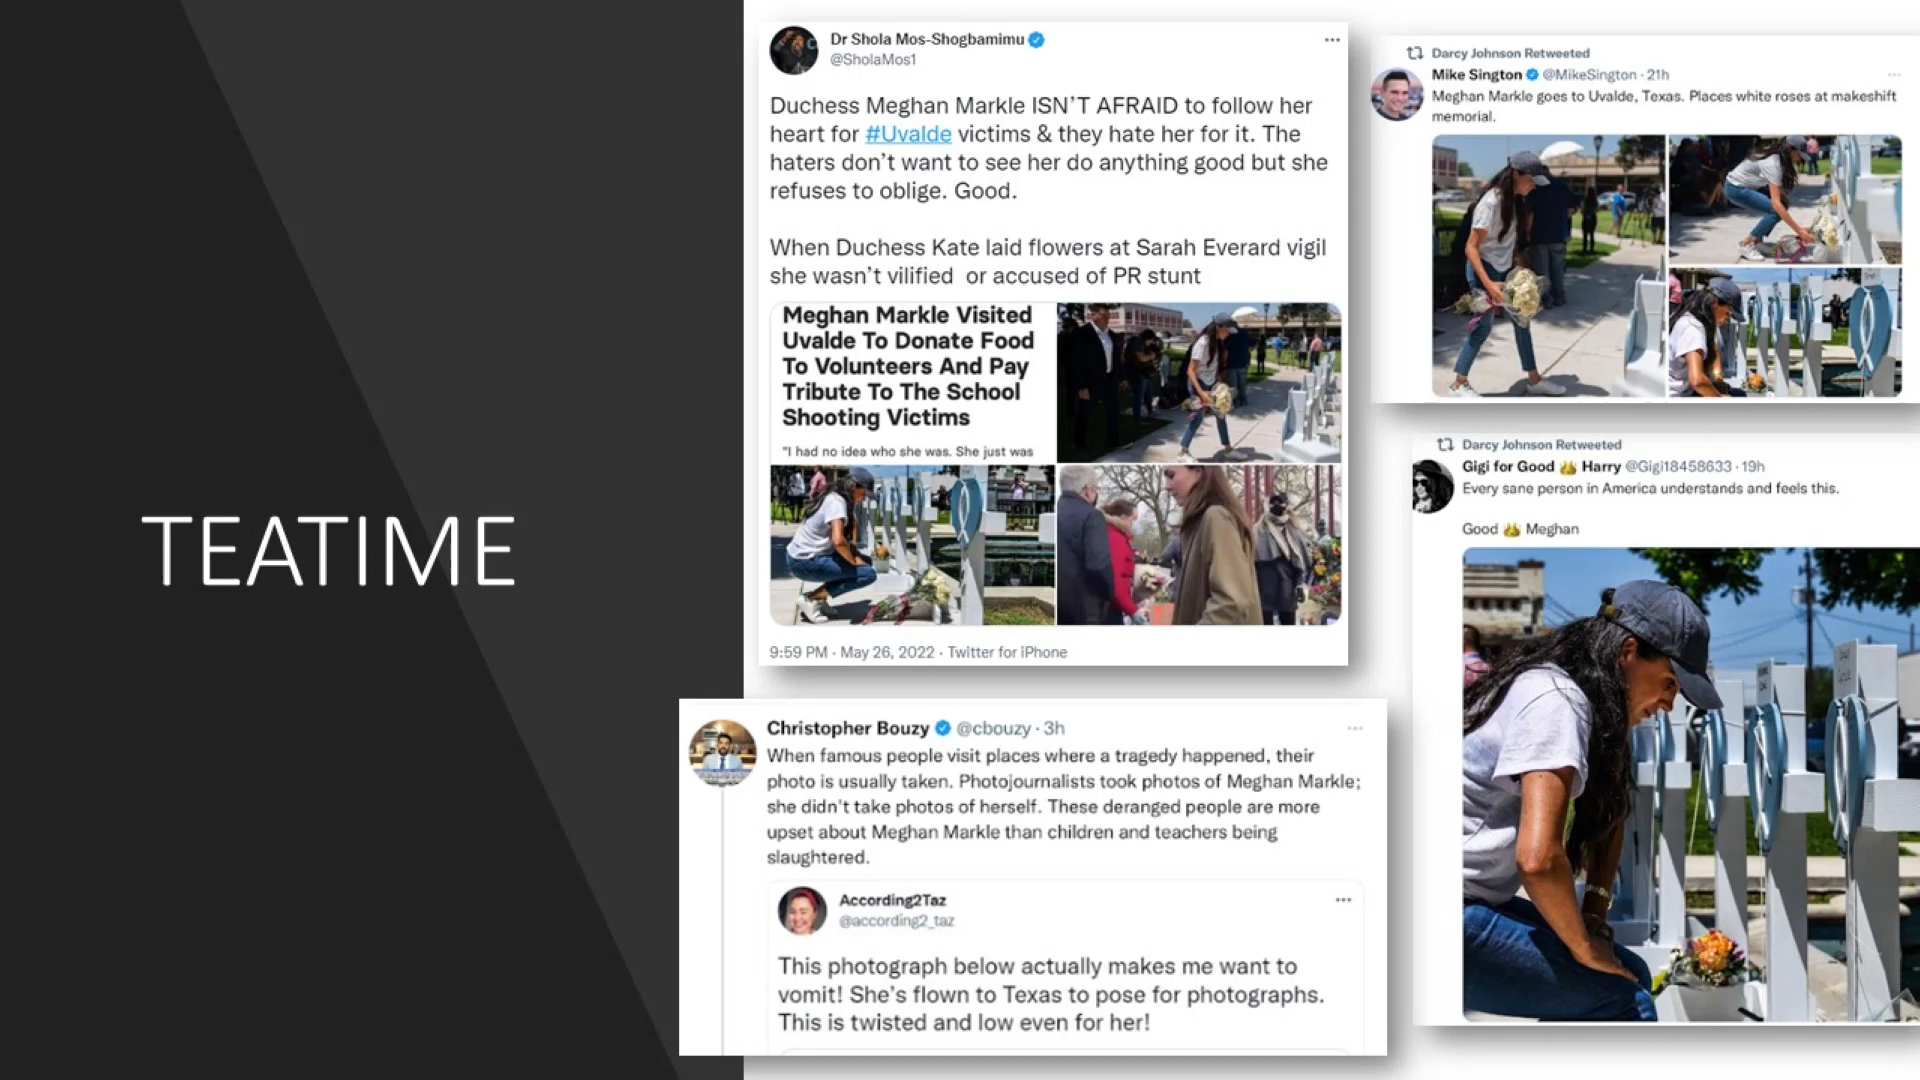 TEATIME
Dr Shola Mos-Shogbamimu
@SholaMos1
Duchess Meghan Markle ISN'T AFRAID to follow her
heart for #Uvalde victims & they hate her for it. The
haters don't want to see her do anything good but she
refuses to oblige. Good.
When Duchess Kate laid flowers at Sarah Everard vigil
she wasn't vilified or accused of PR stunt
Meghan Markle Visited
Uvalde To Donate Food
To Volunteers And Pay
Tribute To The School
Shooting Victims
"I had no idea who she was. She just was
9:59 PM · May 26, 2022 · Twitter for iPhone
Darcy Johnson Retweeted
Mike Sington @MikeSington · 21h
Meghan Markle goes to Uvalde, Texas. Places white roses at makeshift
memorial.
Darcy Johnson Retweeted
Gigi for Good 👑 Harry @Gigi18458633 · 19h
Every sane person in America understands and feels this.
Good 👑 Meghan
Christopher Bouzy @cbouzy · 3h
When famous people visit places where a tragedy happened, their
photo is usually taken. Photojournalists took photos of Meghan Markle;
she didn't take photos of herself. These deranged people are more
upset about Meghan Markle than children and teachers being
slaughtered.
According2Taz
@according2_taz
This photograph below actually makes me want to
vomit! She's flown to Texas to pose for photographs.
This is twisted and low even for her!